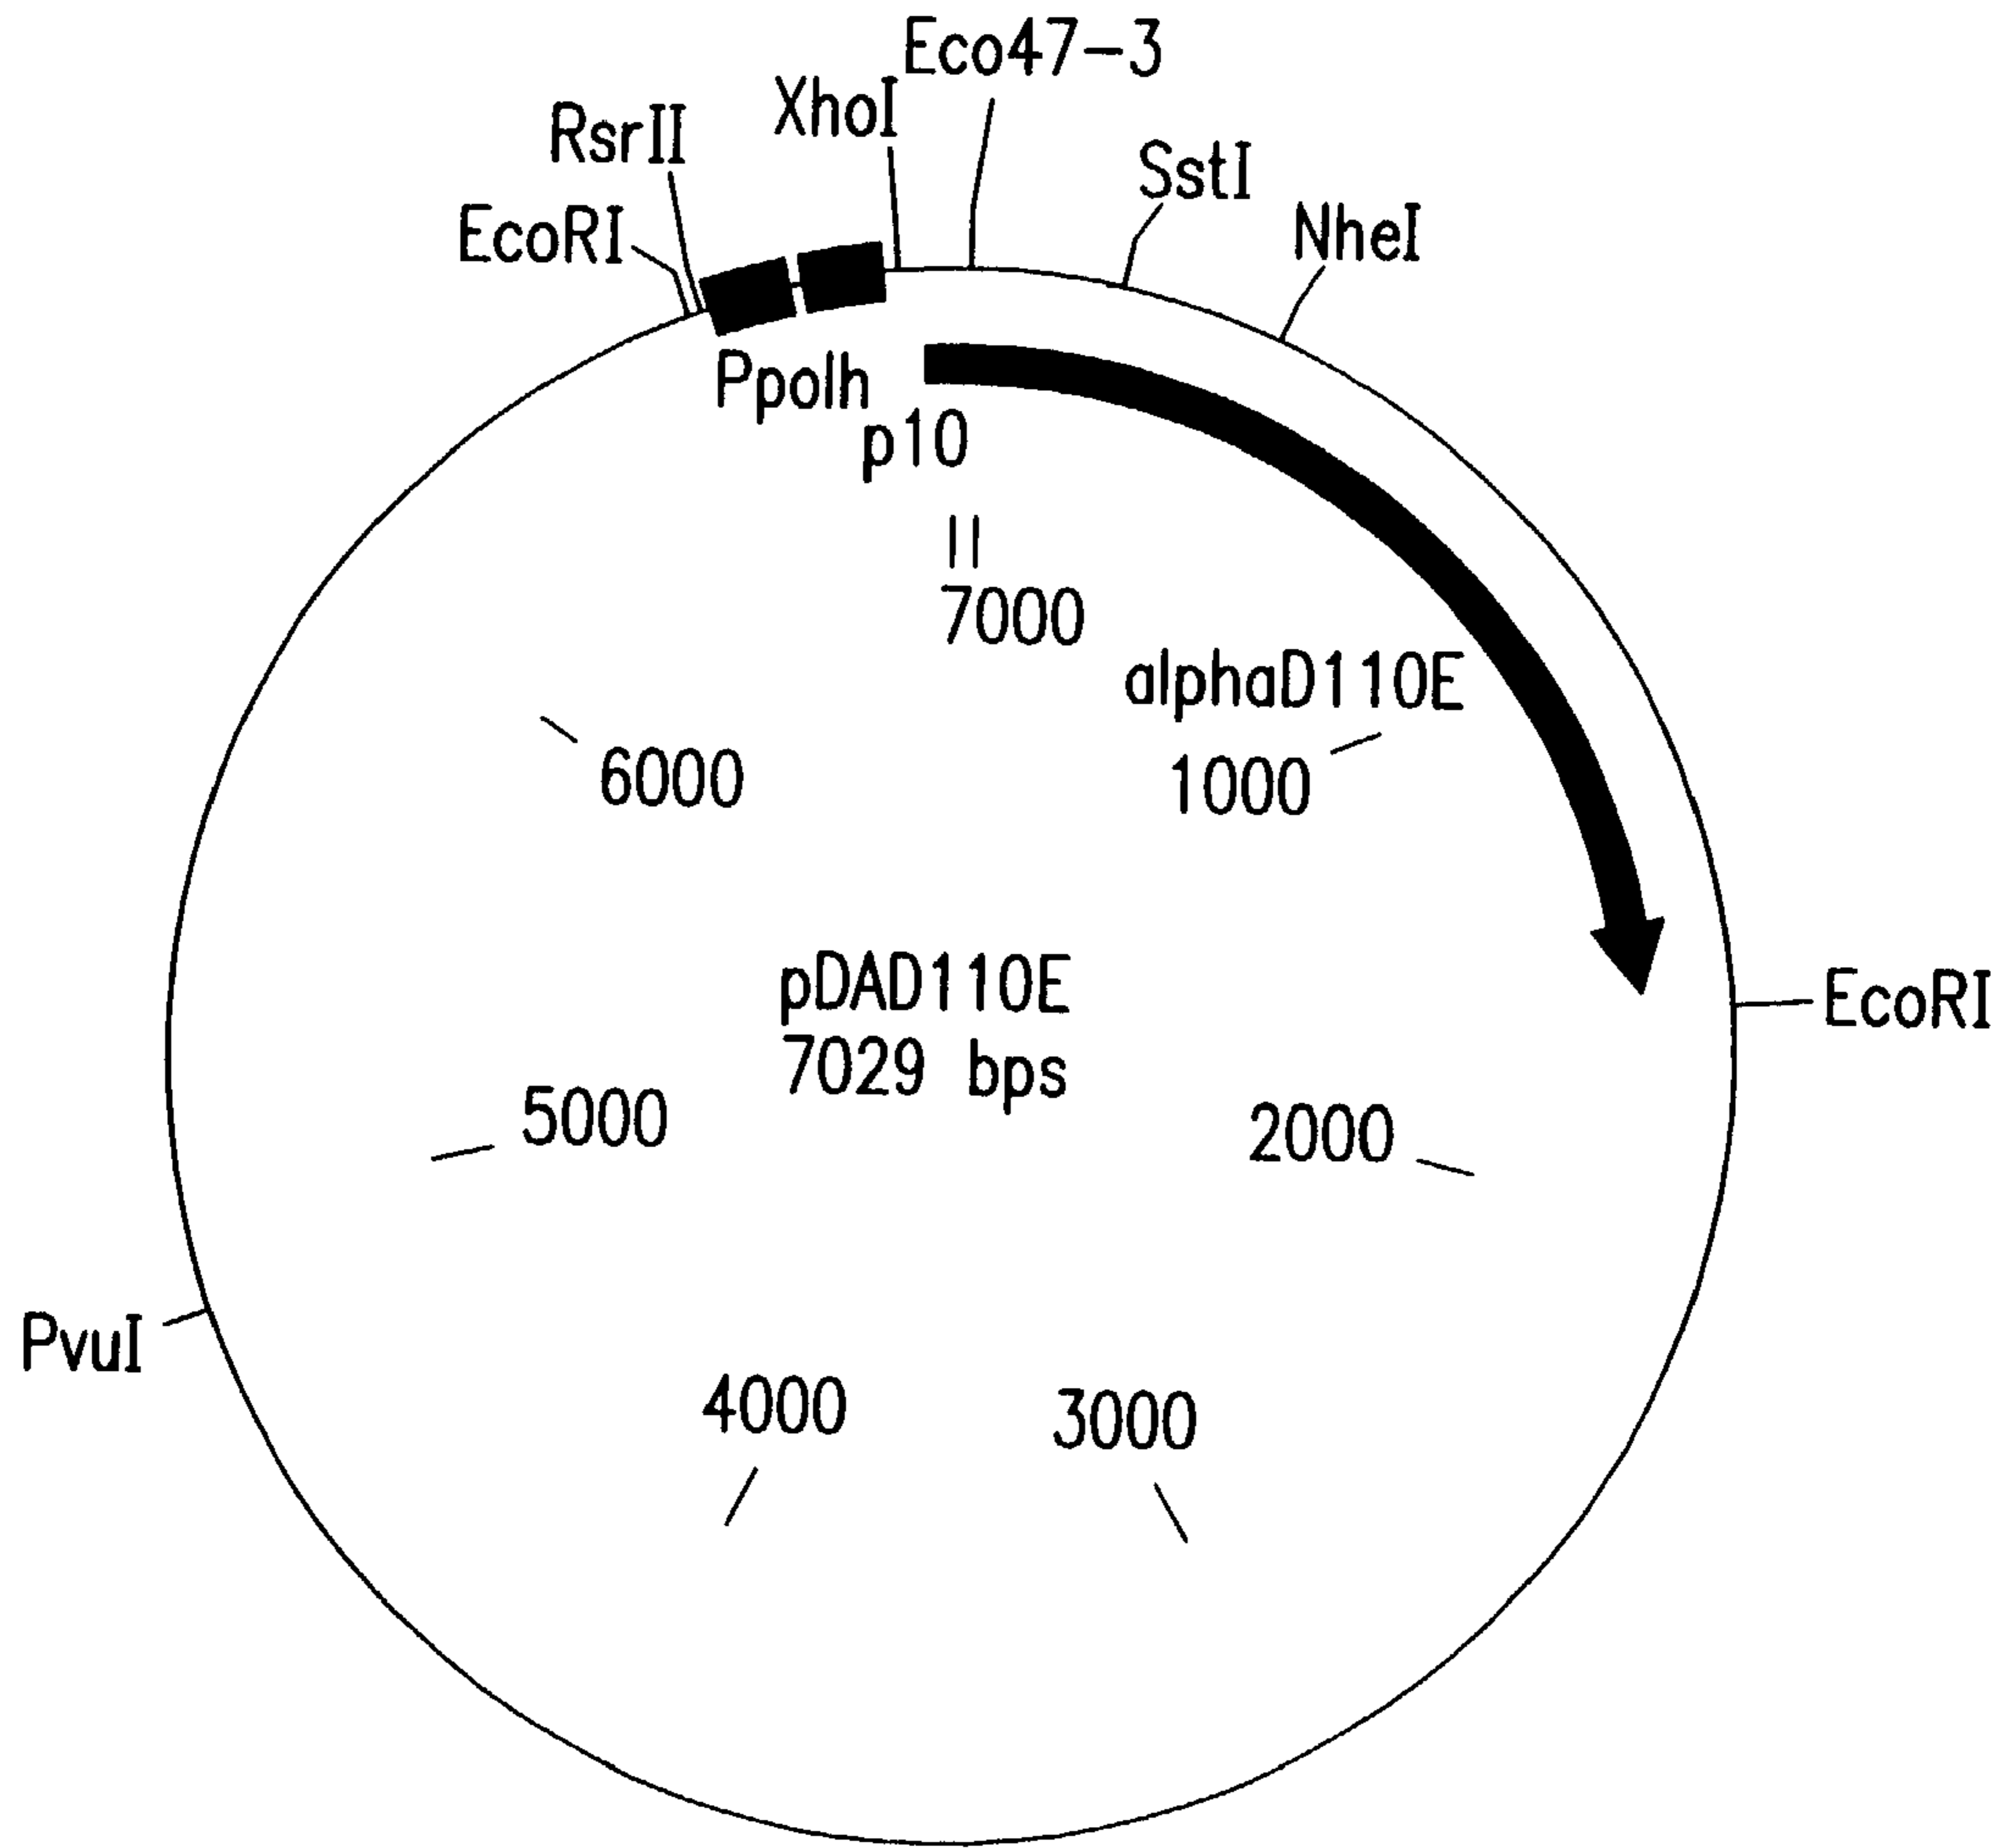 Eco47-3
XhoI
RsrII
SstI
EcoRI
NheI
Ppolh
p10
7000
alphaD110E
6000
1000
pDAD110E
7029 bps
EcoRI
5000
2000
PvuI
4000
3000